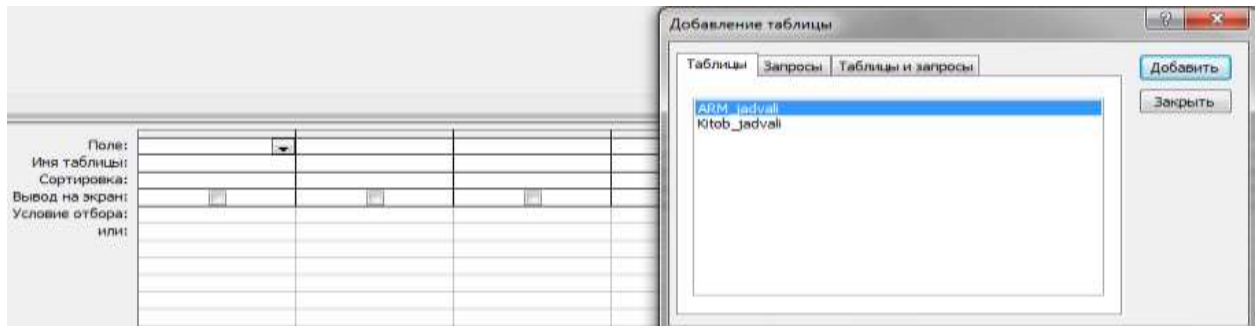 Добавление таблицы
Таблицы Запросы Таблицы и запросы
Добавить
Закрыть
ARM_jadvali
Kitob_jadvali
Поле:
Имя таблицы:
Сортировка:
Вывод на экран:
Условие отбора:
или: